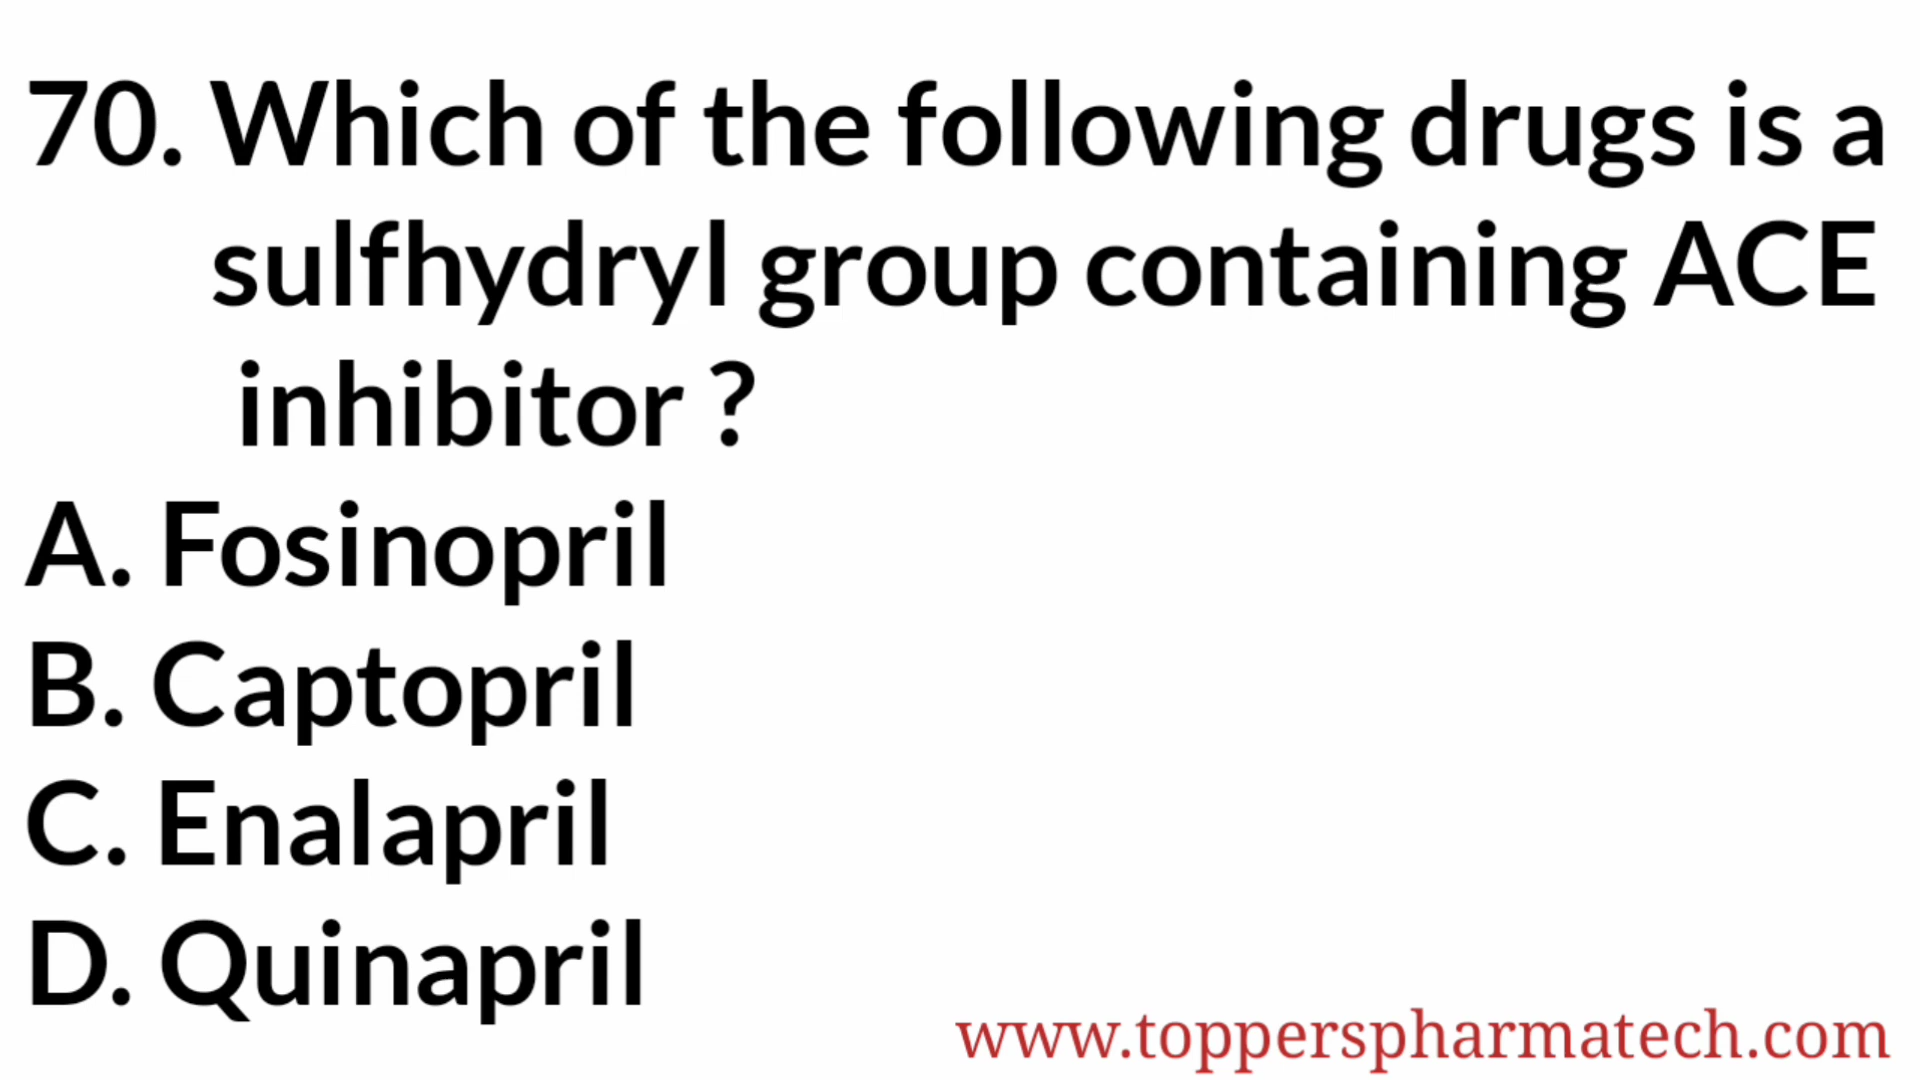 70. Which of the following drugs is a
sulfhydryl group containing ACE
inhibitor ?
A. Fosinopril
B. Captopril
C. Enalapril
D. Quinapril
www.topperspharmatech.com